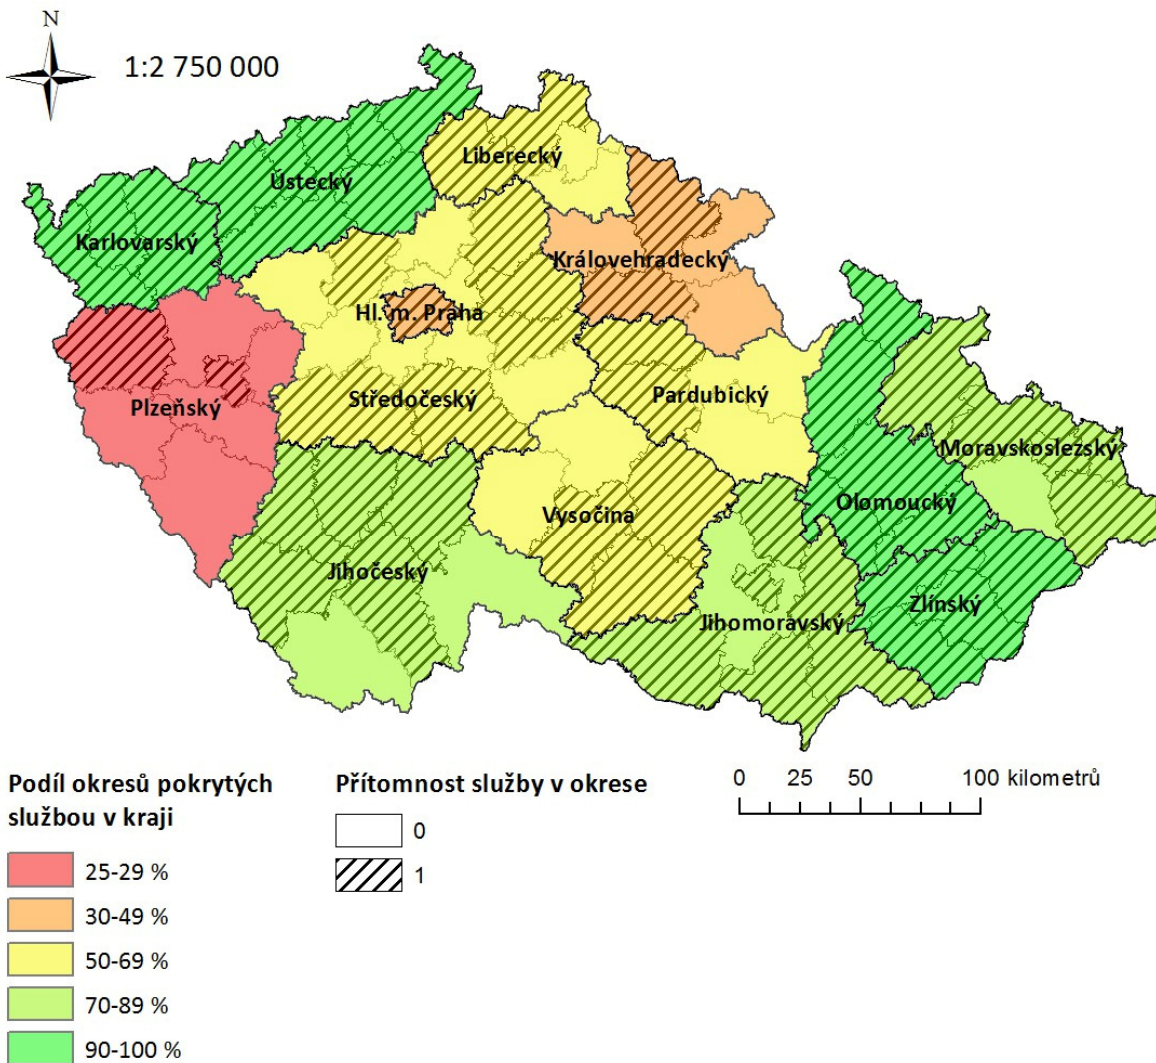 N
1:2 750 000
Liberecký
Ústecký
Karlovarský
Královehradecký
Hl. m. Praha
Plzeňský
Středočeský
Pardubický
Moravskoslezský
Olomoucký
Vysočina
Jihočeský
Zlínský
Jihomoravský
Podíl okresů pokrytých
službou v kraji
25-29 %
30-49 %
50-69 %
70-89 %
90-100 %
Přítomnost služby v okrese
0
1
0 25 50 100 kilometrů